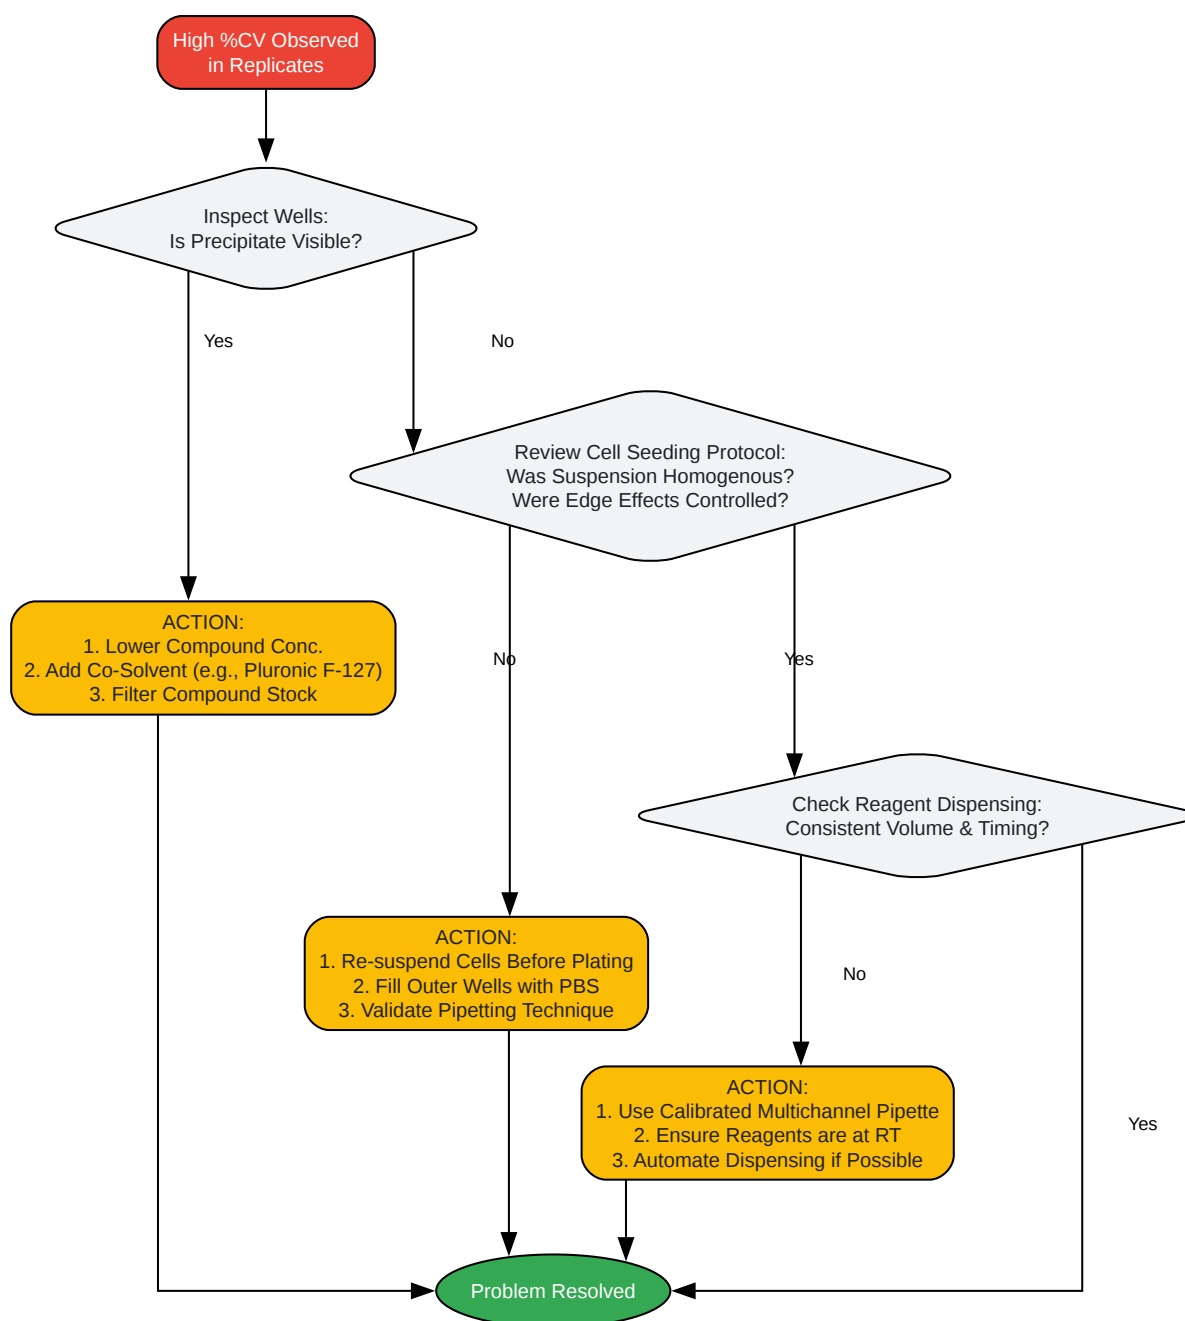 High %CV Observed
in Replicates
Inspect Wells:
Is Precipitate Visible?
Yes
No
Review Cell Seeding Protocol:
Was Suspension Homogenous?
Were Edge Effects Controlled?
ACTION:
1. Lower Compound Conc.
2. Add Co-Solvent (e.g., Pluronic F-127)
3. Filter Compound Stock
No
Yes
Check Reagent Dispensing:
Consistent Volume & Timing?
ACTION:
1. Re-suspend Cells Before Plating
2. Fill Outer Wells with PBS
3. Validate Pipetting Technique
No
ACTION:
1. Use Calibrated Multichannel Pipette
2. Ensure Reagents are at RT
3. Automate Dispensing if Possible
Yes
Problem Resolved